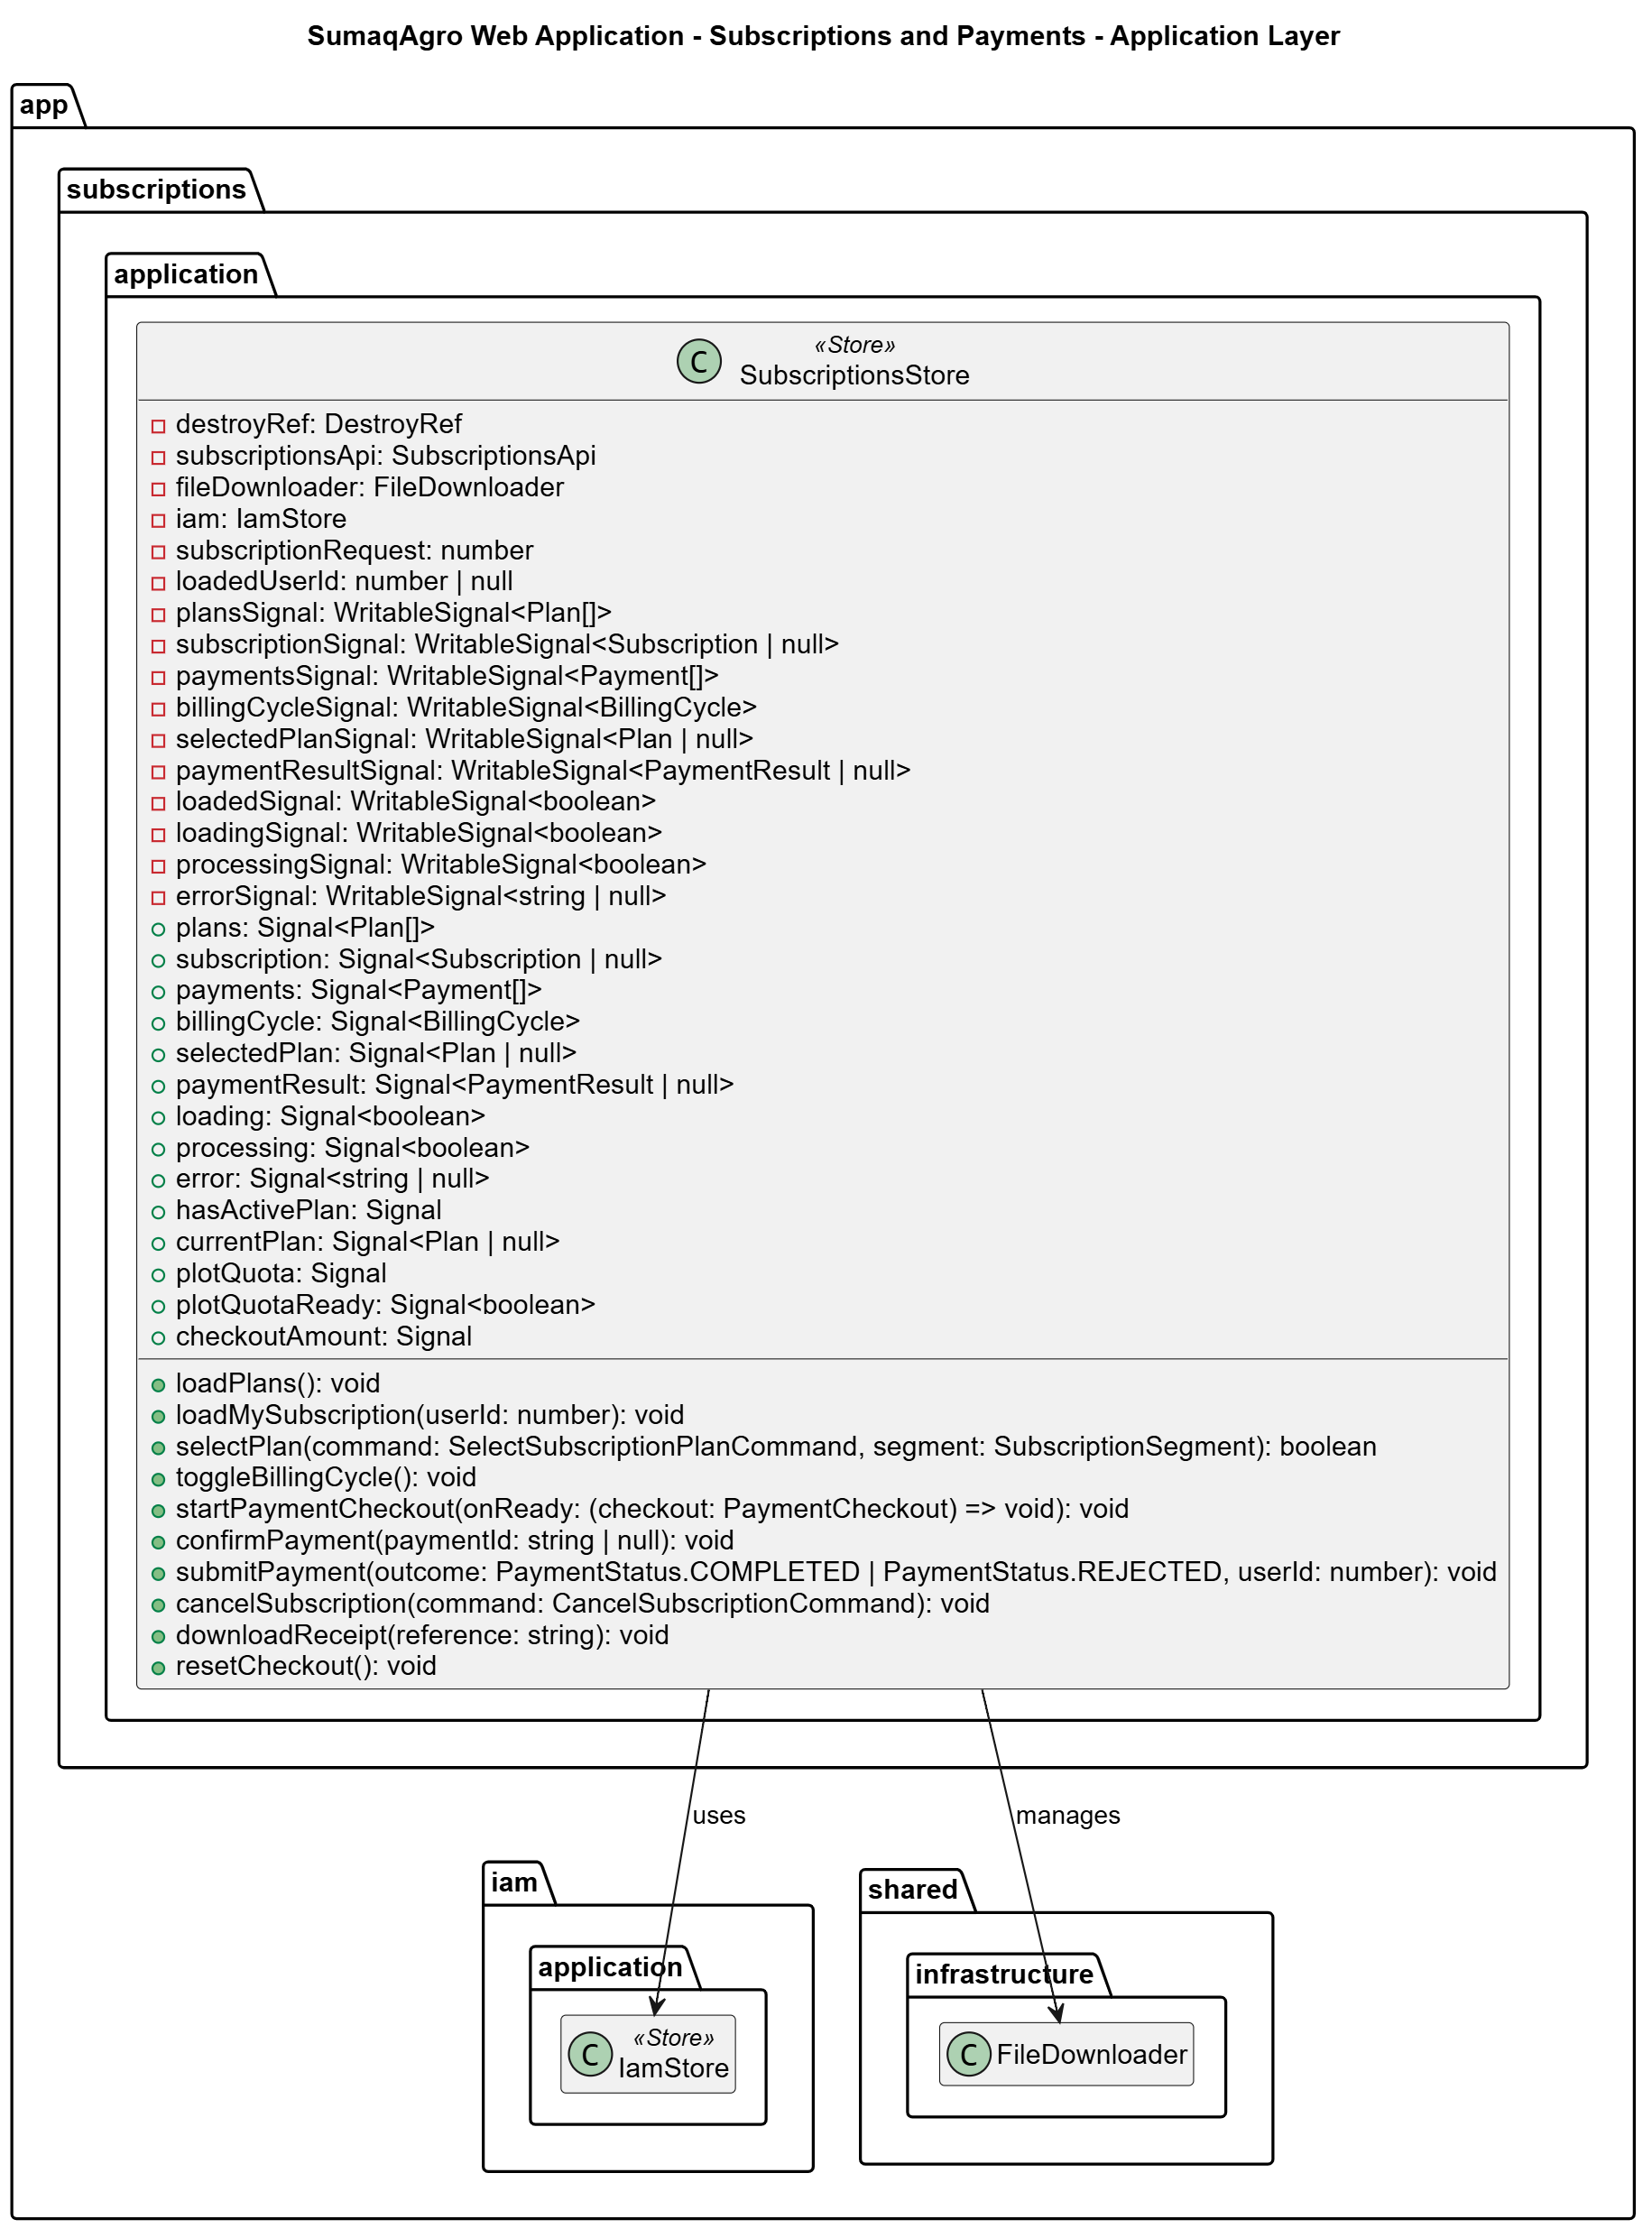 SumaqAgro Web Application - Subscriptions and Payments - Application Layer
app
subscriptions
application
«Store»
C SubscriptionsStore
destroyRef: DestroyRef
subscriptionsApi: SubscriptionsApi
fileDownloader: FileDownloader
iam: IamStore
subscriptionRequest: number
loadedUserId: number | null
plansSignal: WritableSignal<Plan[]>
subscriptionSignal: WritableSignal<Subscription | null>
paymentsSignal: WritableSignal<Payment[]>
billingCycleSignal: WritableSignal<BillingCycle>
selectedPlanSignal: WritableSignal<Plan | null>
paymentResultSignal: WritableSignal<PaymentResult | null>
loadedSignal: WritableSignal<boolean>
loadingSignal: WritableSignal<boolean>
processingSignal: WritableSignal<boolean>
errorSignal: WritableSignal<string | null>
plans: Signal<Plan[]>
subscription: Signal<Subscription | null>
payments: Signal<Payment[]>
billingCycle: Signal<BillingCycle>
selectedPlan: Signal<Plan | null>
paymentResult: Signal<PaymentResult | null>
loading: Signal<boolean>
processing: Signal<boolean>
error: Signal<string | null>
hasActivePlan: Signal
currentPlan: Signal<Plan | null>
plotQuota: Signal
plotQuotaReady: Signal<boolean>
checkoutAmount: Signal
loadPlans(): void
loadMySubscription(userId: number): void
selectPlan(command: SelectSubscriptionPlanCommand, segment: SubscriptionSegment): boolean
toggleBillingCycle(): void
startPaymentCheckout(onReady: (checkout: PaymentCheckout) => void): void
confirmPayment(paymentId: string | null): void
submitPayment(outcome: PaymentStatus.COMPLETED | PaymentStatus.REJECTED, userId: number): void
cancelSubscription(command: CancelSubscriptionCommand): void
downloadReceipt(reference: string): void
resetCheckout(): void
uses
manages
iam
application
«Store»
C IamStore
shared
infrastructure
C FileDownloader